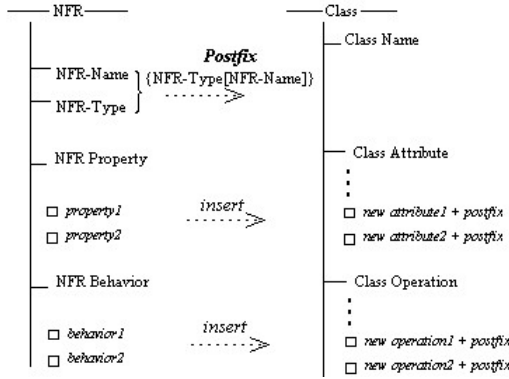 NFR
Class
Class Name
Postfix
NFR-Name
{NFR-Type[NFR-Name]}
NFR-Type
NFR Property
Class Attribute
property1
insert
new attribute1 + postfix
property2
new attribute2 + postfix
NFR Behavior
Class Operation
behavior1
insert
new operation1 + postfix
behavior2
new operation2 + postfix